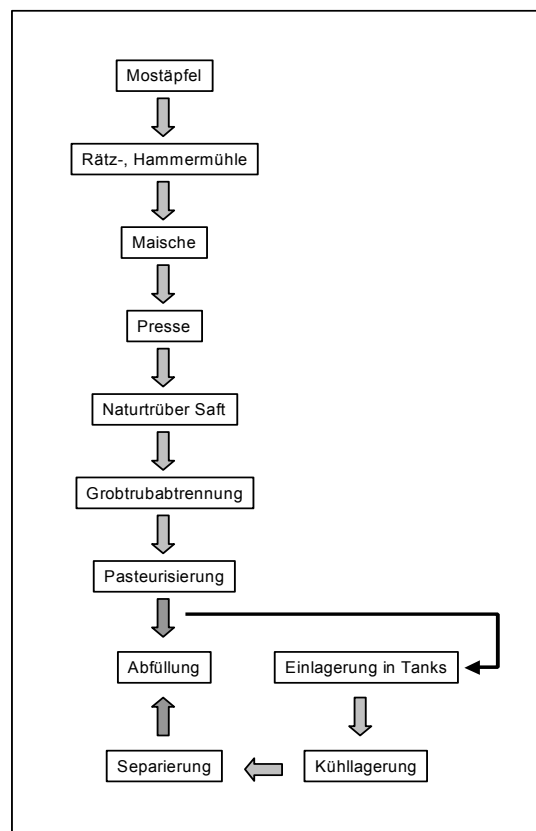 Mostäpfel
Rätz-, Hammermühle
Maische
Presse
Naturtrüber Saft
Grobtrubabtrennung
Pasteurisierung
Abfüllung
Einlagerung in Tanks
Separierung
Kühllagerung